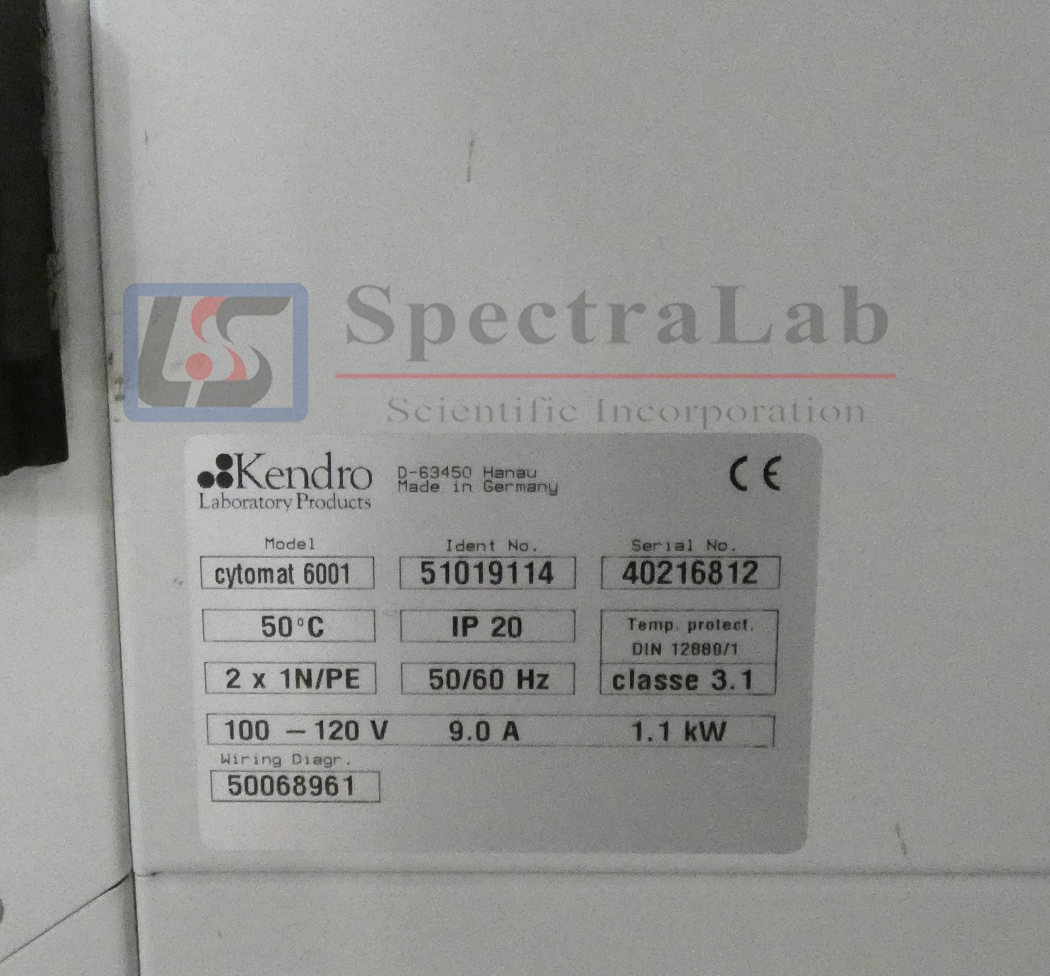 LSS
SpectraLab
Scientific Incorporation
Kendro
Laboratory Products
D-63450 Hanau
Made in Germany
CE
Model
cytomat 6001
Ident No.
51019114
Serial No.
40216812
50°C
IP 20
Temp. protect.
DIN 12880/1
2 x 1N/PE
50/60 Hz
classe 3.1
100 – 120 V 9.0 A 1.1 kW
Wiring Diagr.
50068961